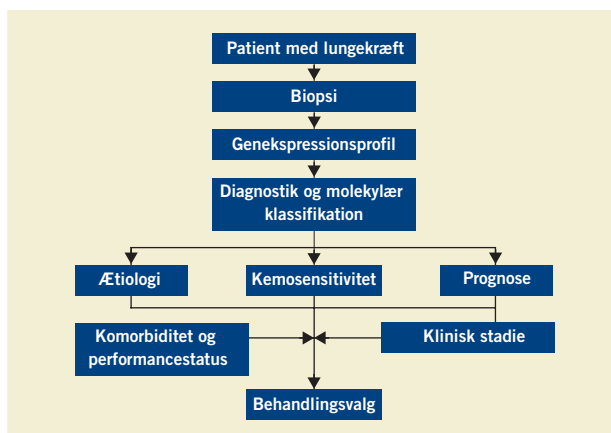 Patient med lungekræft
Biopsi
Genekspressionsprofil
Diagnostik og molekylær
klassifikation
Ætiologi
Kemosensitivitet
Prognose
Komorbiditet og
performancestatus
Klinisk stadie
Behandlingsvalg